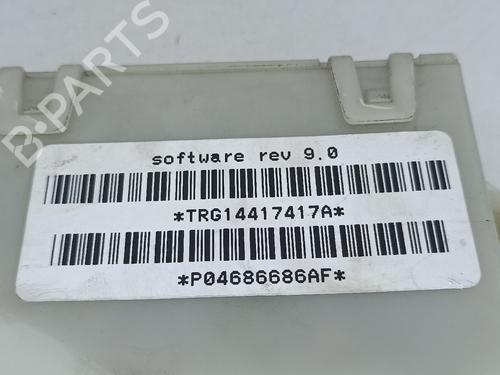 B-PARTS
software rev 9.0
*TRG14417417A*
*P04686686AF*